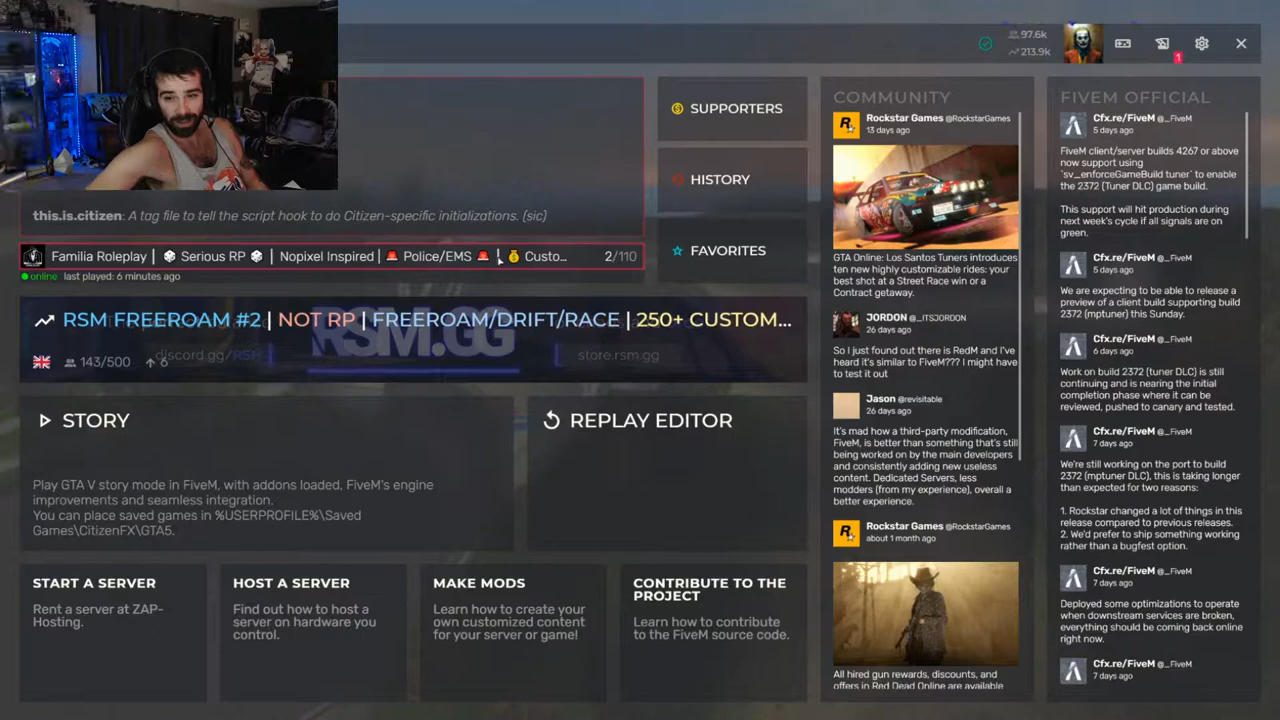 97.6k
213.9k
1
this.is.citizen: A tag file to tell the script hook to do Citizen-specific initializations. (sic)
Familia Roleplay | 🎲 Serious RP 🎲 | Nopixel Inspired | 🚨 Police/EMS 🚨 | 💰 Custo... 2/110
online last played: 6 minutes ago
RSM FREEROAM #2 | NOT RP | FREEROAM/DRIFT/RACE | 250+ CUSTOM...
discord.gg/RSM
RSM.GG
store.rsm.gg
143/500 6
STORY
Play GTA V story mode in FiveM, with addons loaded, FiveM's engine
improvements and seamless integration.
You can place saved games in %USERPROFILE%\Saved
Games\CitizenFX\GTA5.
REPLAY EDITOR
START A SERVER
Rent a server at ZAP-
Hosting.
HOST A SERVER
Find out how to host a
server on hardware you
control.
MAKE MODS
Learn how to create your
own customized content
for your server or game!
CONTRIBUTE TO THE
PROJECT
Learn how to contribute
to the FiveM source code.
SUPPORTERS
HISTORY
FAVORITES
COMMUNITY
Rockstar Games @RockstarGames
13 days ago
GTA Online: Los Santos Tuners introduces
ten new highly customizable rides: your
best shot at a Street Race win or a
Contract getaway.
JORDON @_ITSJORDON
26 days ago
So I just found out there is RedM and I've
heard it's similar to FiveM??? I might have
to test it out
Jason @revisitable
26 days ago
It's mad how a third-party modification,
FiveM, is better than something that's still
being worked on by the main developers
and consistently adding new useless
content. Dedicated Servers, less
modders (from my experience), overall a
better experience.
Rockstar Games @RockstarGames
about 1 month ago
All hired gun rewards, discounts, and
offers in Red Dead Online are available
FIVEM OFFICIAL
Cfx.re/FiveM @_FiveM
5 days ago
FiveM client/server builds 4267 or above
now support using
`sv_enforceGameBuild tuner` to enable
the 2372 (Tuner DLC) game build.
This support will hit production during
next week's cycle if all signals are on
green.
Cfx.re/FiveM @_FiveM
5 days ago
We are expecting to be able to release a
preview of a client build supporting build
2372 (mptuner) this Sunday.
Cfx.re/FiveM @_FiveM
6 days ago
Work on build 2372 (tuner DLC) is still
continuing and is nearing the initial
completion phase where it can be
reviewed, pushed to canary and tested.
Cfx.re/FiveM @_FiveM
7 days ago
We're still working on the port to build
2372 (mptuner DLC), this is taking longer
than expected for two reasons:
1. Rockstar changed a lot of things in this
release compared to previous releases.
2. We'd prefer to ship something working
rather than a bugfest option.
Cfx.re/FiveM @_FiveM
7 days ago
Deployed some optimizations to operate
when downstream services are broken,
everything should be coming back online
right now.
Cfx.re/FiveM @_FiveM
7 days ago